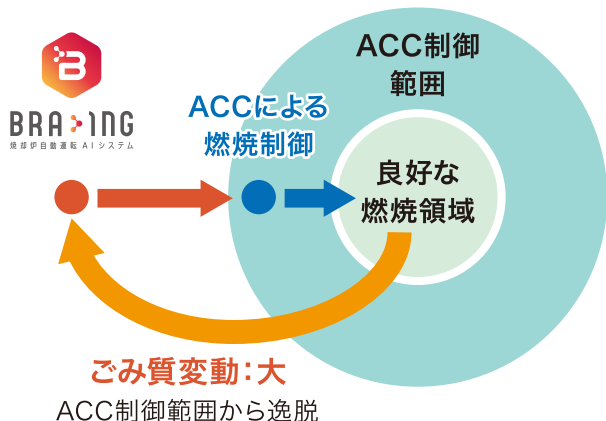 B
BRAING
焼却炉自動運転AIシステム
ACCによる
燃焼制御
ACC制御
範囲
良好な
燃焼領域
ごみ質変動：大
ACC制御範囲から逸脱